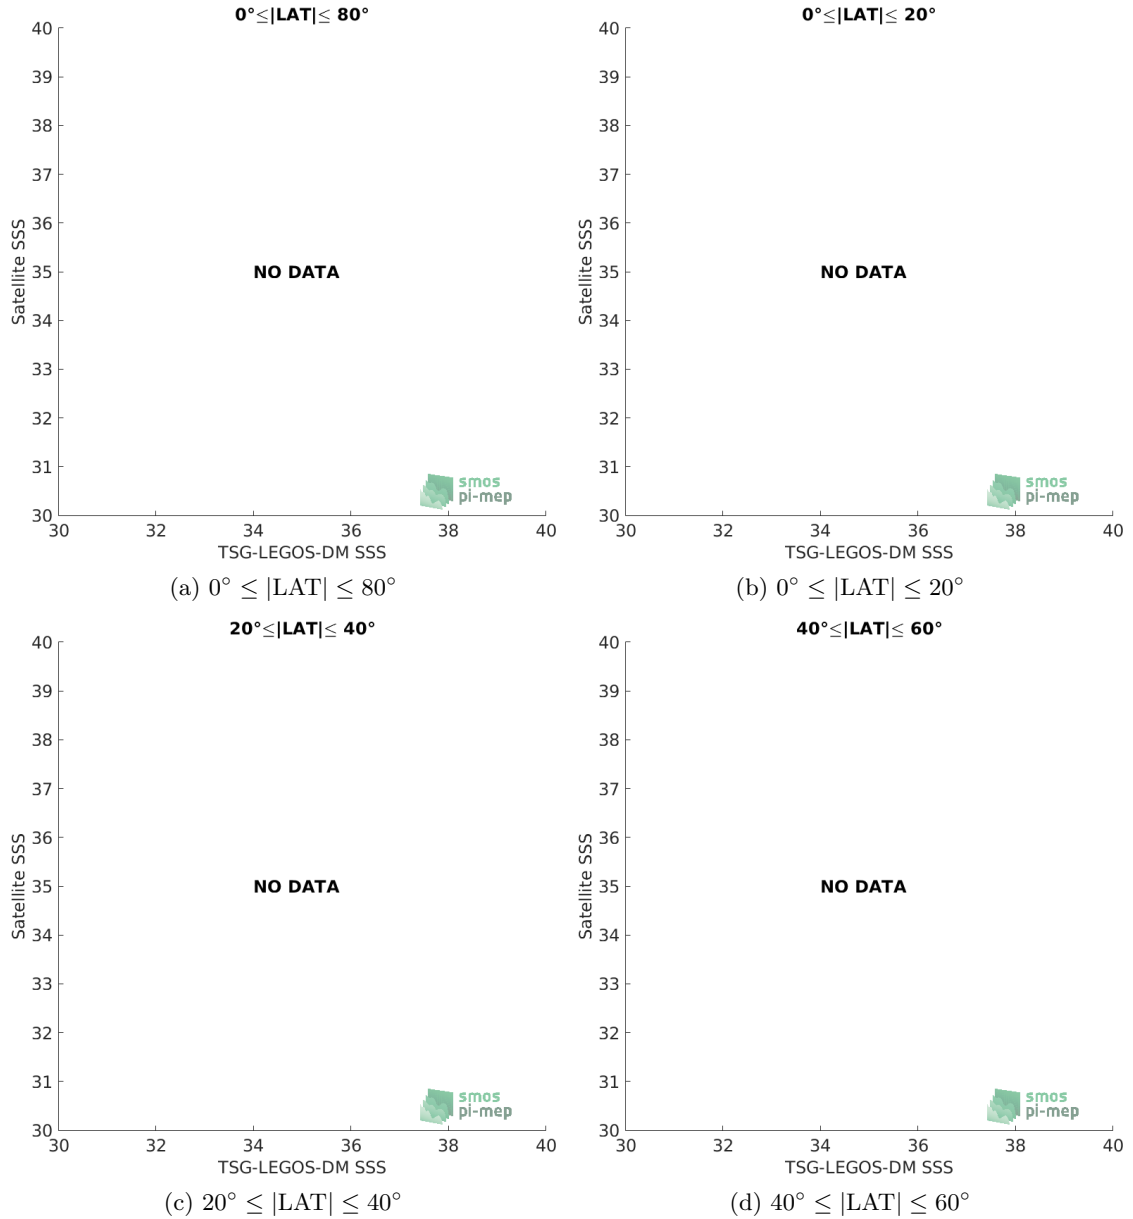 0°≤|LAT|≤ 80°
40
39
38
37
36
35
34
33
32
31
30
Satellite SSS
NO DATA
smos
pi-mep
30 32 34 36 38 40
TSG-LEGOS-DM SSS
(a) 0° ≤ |LAT| ≤ 80°
0°≤|LAT|≤ 20°
40
39
38
37
36
35
34
33
32
31
30
Satellite SSS
NO DATA
smos
pi-mep
30 32 34 36 38 40
TSG-LEGOS-DM SSS
(b) 0° ≤ |LAT| ≤ 20°
20°≤|LAT|≤ 40°
40
39
38
37
36
35
34
33
32
31
30
Satellite SSS
NO DATA
smos
pi-mep
30 32 34 36 38 40
TSG-LEGOS-DM SSS
(c) 20° ≤ |LAT| ≤ 40°
40°≤|LAT|≤ 60°
40
39
38
37
36
35
34
33
32
31
30
Satellite SSS
NO DATA
smos
pi-mep
30 32 34 36 38 40
TSG-LEGOS-DM SSS
(d) 40° ≤ |LAT| ≤ 60°